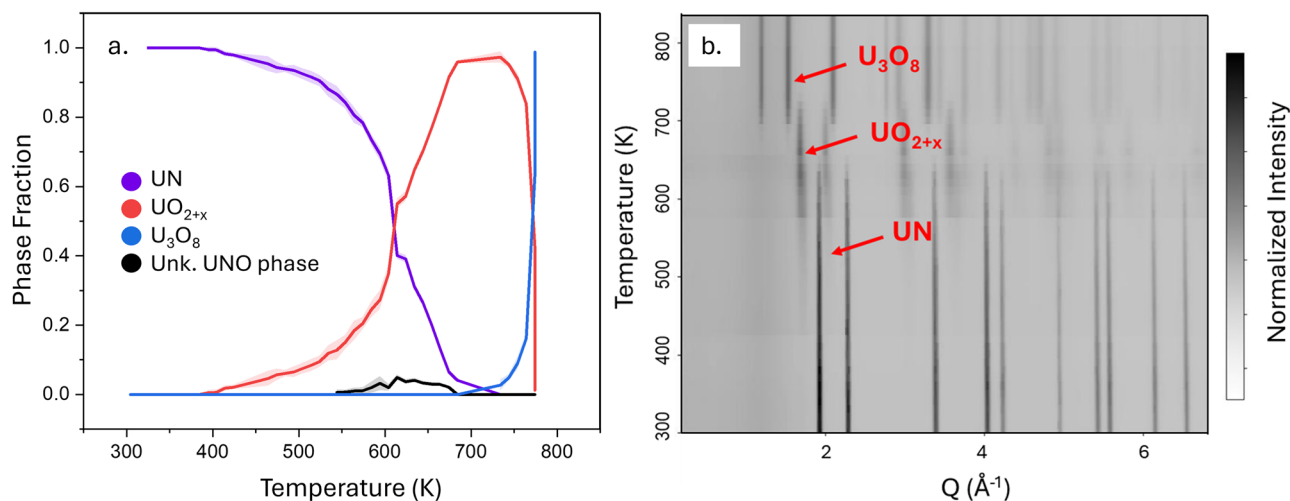 a.
1.0
0.8
0.6
0.4
0.2
0.0
Phase Fraction
UN
UO₂₊ₓ
U₃O₈
Unk. UNO phase
300
400
500
600
700
800
Temperature (K)
b.
800
700
600
500
400
300
Temperature (K)
U₃O₈
UO₂₊ₓ
UN
2
4
6
Q (Å⁻¹)
Normalized Intensity